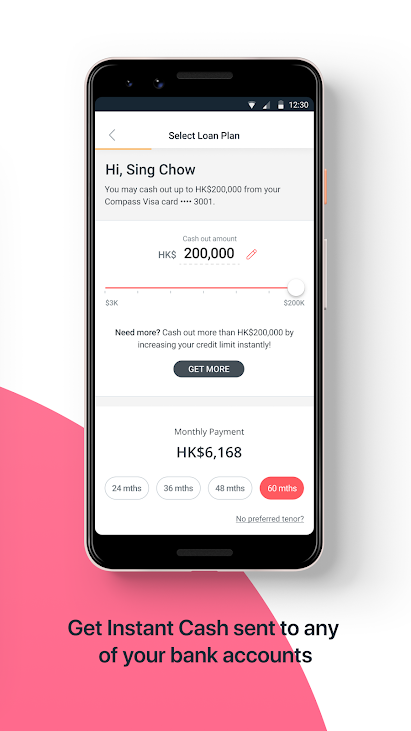 12:30
Select Loan Plan
Hi, Sing Chow
You may cash out up to HK$200,000 from your
Compass Visa card •••• 3001.
Cash out amount
HK$ 200,000
$3K $200K
Need more? Cash out more than HK$200,000 by
increasing your credit limit instantly!
GET MORE
Monthly Payment
HK$6,168
24 mths 36 mths 48 mths 60 mths
No preferred tenor?
Get Instant Cash sent to any
of your bank accounts